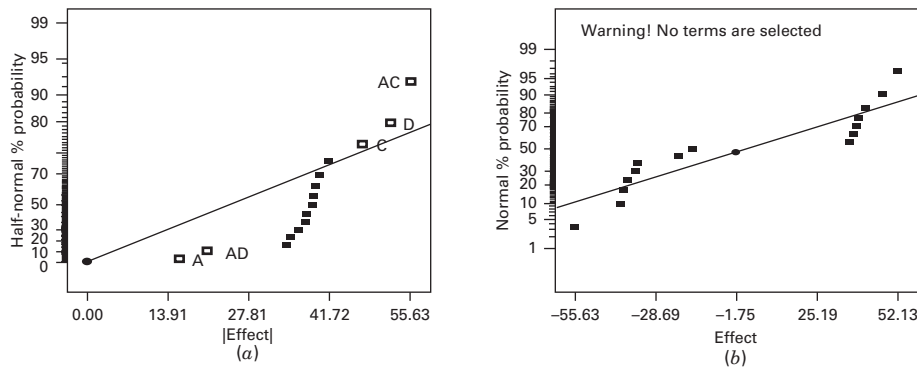 Half-normal % probability
99
95
90
80
70
50
30
20
10
0
AC
D
C
A
AD
0.00
13.91
27.81
41.72
55.63
|Effect|
(a)
Warning! No terms are selected
Normal % probability
99
95
90
80
70
50
30
20
10
5
1
−55.63
−28.69
−1.75
25.19
52.13
Effect
(b)